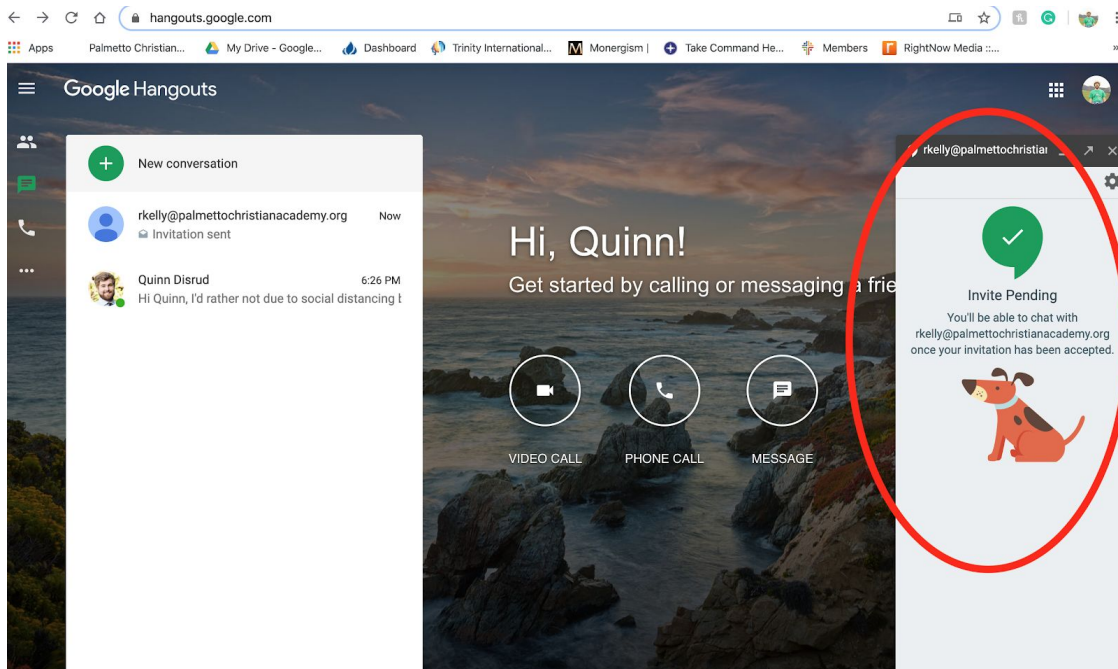 hangouts.google.com
Apps
Palmetto Christian...
My Drive - Google...
Dashboard
Trinity International...
Monergism |
Take Command He...
Members
RightNow Media ::...
»
Google Hangouts
New conversation
rkelly@palmettochristianacademy.org Now
Invitation sent
Quinn Disrud 6:26 PM
Hi Quinn, I'd rather not due to social distancing
Hi, Quinn!
Get started by calling or messaging a frie
VIDEO CALL
PHONE CALL
MESSAGE
rkelly@palmettochristian
Invite Pending
You'll be able to chat with
rkelly@palmettochristianacademy.org
once your invitation has been accepted.